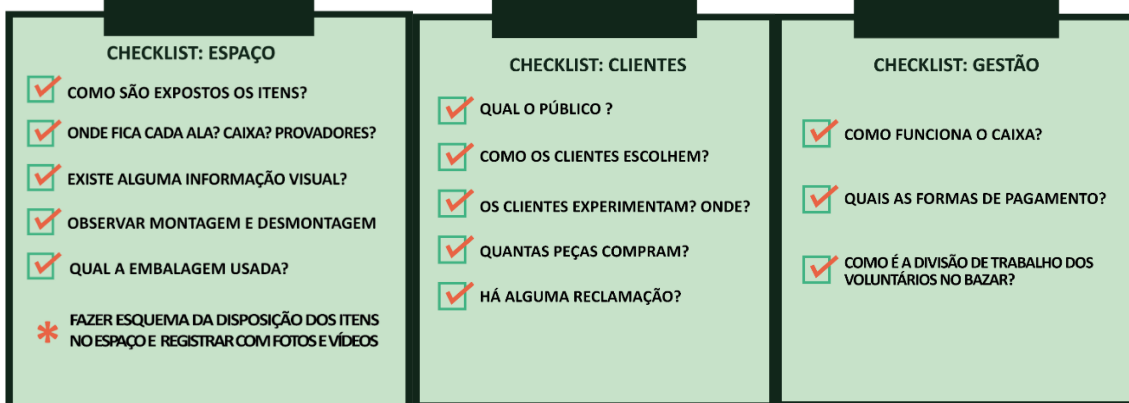 CHECKLIST: ESPAÇO
COMO SÃO EXPOSTOS OS ITENS?
ONDE FICA CADA ALA? CAIXA? PROVADORES?
EXISTE ALGUMA INFORMAÇÃO VISUAL?
OBSERVAR MONTAGEM E DESMONTAGEM
QUAL A EMBALAGEM USADA?
* FAZER ESQUEMA DA DISPOSIÇÃO DOS ITENS
NO ESPAÇO E REGISTRAR COM FOTOS E VÍDEOS
CHECKLIST: CLIENTES
QUAL O PÚBLICO ?
COMO OS CLIENTES ESCOLHEM?
OS CLIENTES EXPERIMENTAM? ONDE?
QUANTAS PEÇAS COMPRAM?
HÁ ALGUMA RECLAMAÇÃO?
CHECKLIST: GESTÃO
COMO FUNCIONA O CAIXA?
QUAIS AS FORMAS DE PAGAMENTO?
COMO É A DIVISÃO DE TRABALHO DOS
VOLUNTÁRIOS NO BAZAR?